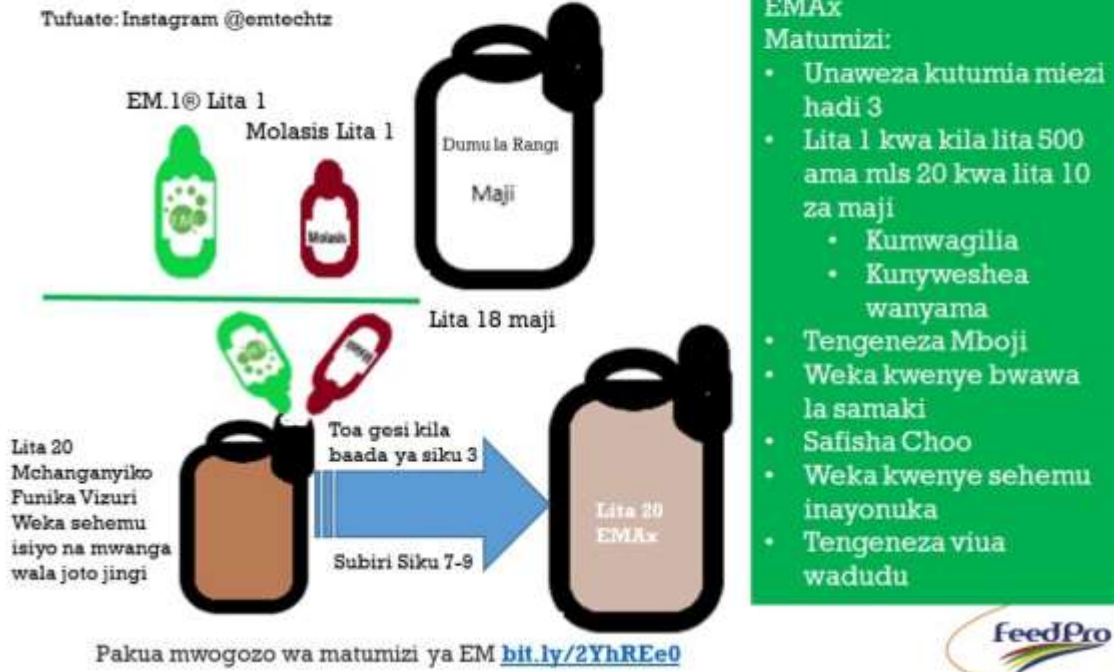 Tufuate: Instagram @emtechtz
EM.1® Lita 1
Molasis Lita 1
Molasis
Dumu la Rangi
Maji
Lita 18 maji
Lita 20
Mchanganyiko
Funika Vizuri
Weka sehemu
isiyo na mwanga
wala joto jingi
Toa gesi kila
baada ya siku 3
Subiri Siku 7-9
Lita 20
EMAx
Pakua mwogozo wa matumizi ya EM bit.ly/2YhREe0
EMAx
Matumizi:
• Unaweza kutumia miezi
hadi 3
• Lita 1 kwa kila lita 500
ama mls 20 kwa lita 10
za maji
• Kumwagilia
• Kunyweshea
wanyama
• Tengeneza Mboji
• Weka kwenye bwawa
la samaki
• Safisha Choo
• Weka kwenye sehemu
inayonuka
• Tengeneza viua
wadudu
FeedPro